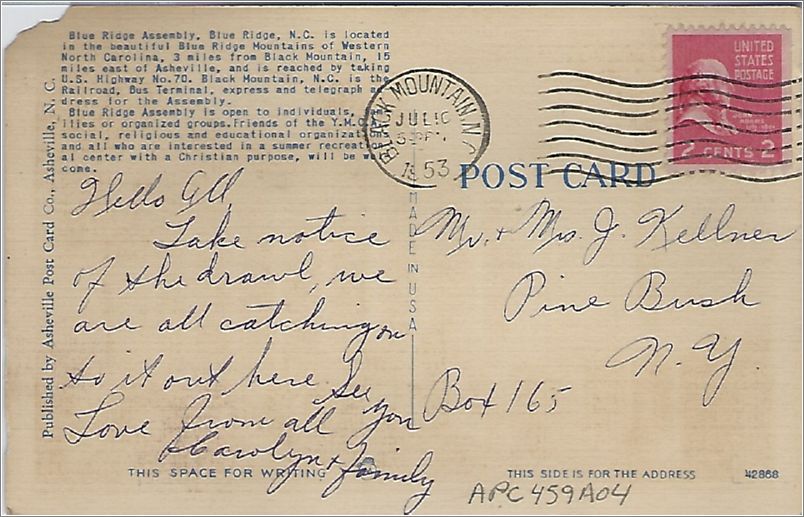 Blue Ridge Assembly, Blue Ridge, N.C. is located
in the beautiful Blue Ridge Mountains of Western
North Carolina, 3 miles from Black Mountain, 15
miles east of Asheville, and is reached by taking
U.S. Highway No.70. Black Mountain, N.C. is the
Railroad, Bus Terminal, express and telegraph ad
dress for the Assembly.
Blue Ridge Assembly is open to individuals,
ilies or organized groups, friends of the Y.M.C.
social, religious and educational organizations
and all who are interested in a summer recreati
al center with a Christian purpose, will be wel
come.
Published by Asheville Post Card Co., Asheville, N. C.
BLACK MOUNTAIN, N.C.
JUL 16
1953
UNITED
STATES
POSTAGE
2 CENTS 2
POST CARD
MADE IN USA
Hello All,
Take notice
of the drawl, we
are all catching on
to it out here. See
you
Love from all
Carolyn & family
Mr. + Mrs. J. Kellner
Pine Bush
N. Y.
Box 165
THIS SPACE FOR WRITING
THIS SIDE IS FOR THE ADDRESS
42868
APC459A04